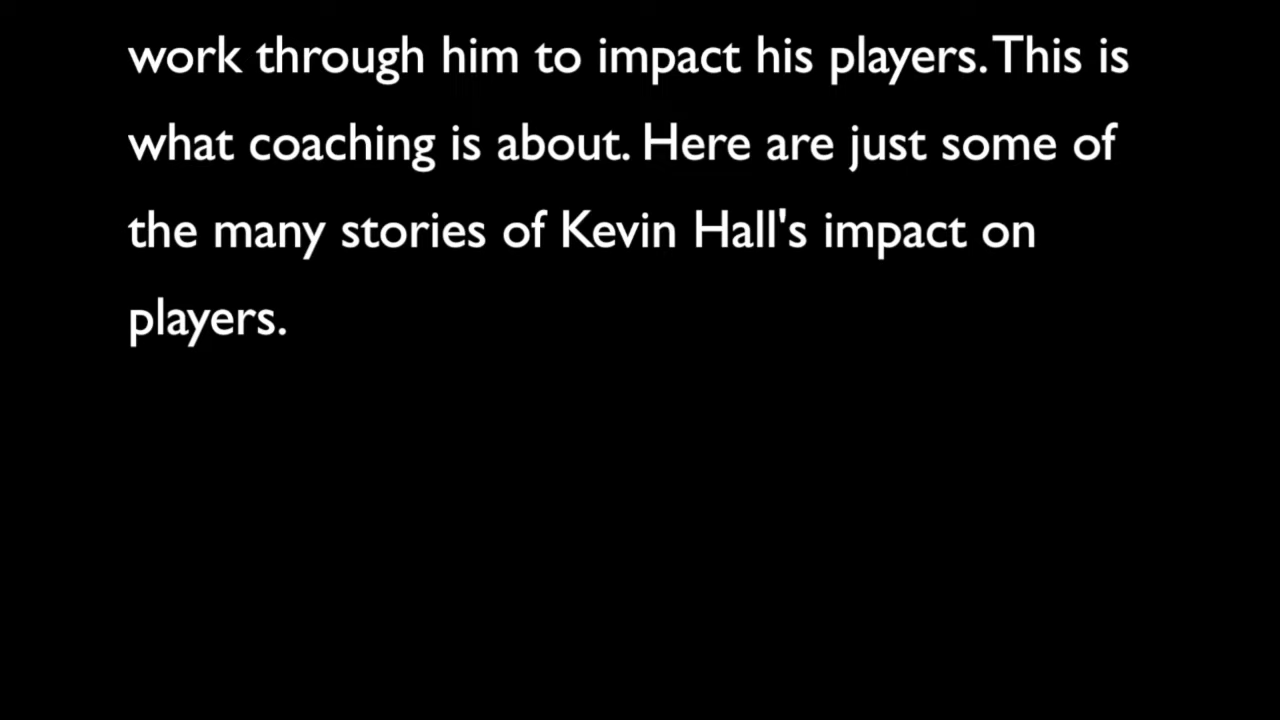 work through him to impact his players. This is
what coaching is about. Here are just some of
the many stories of Kevin Hall's impact on
players.